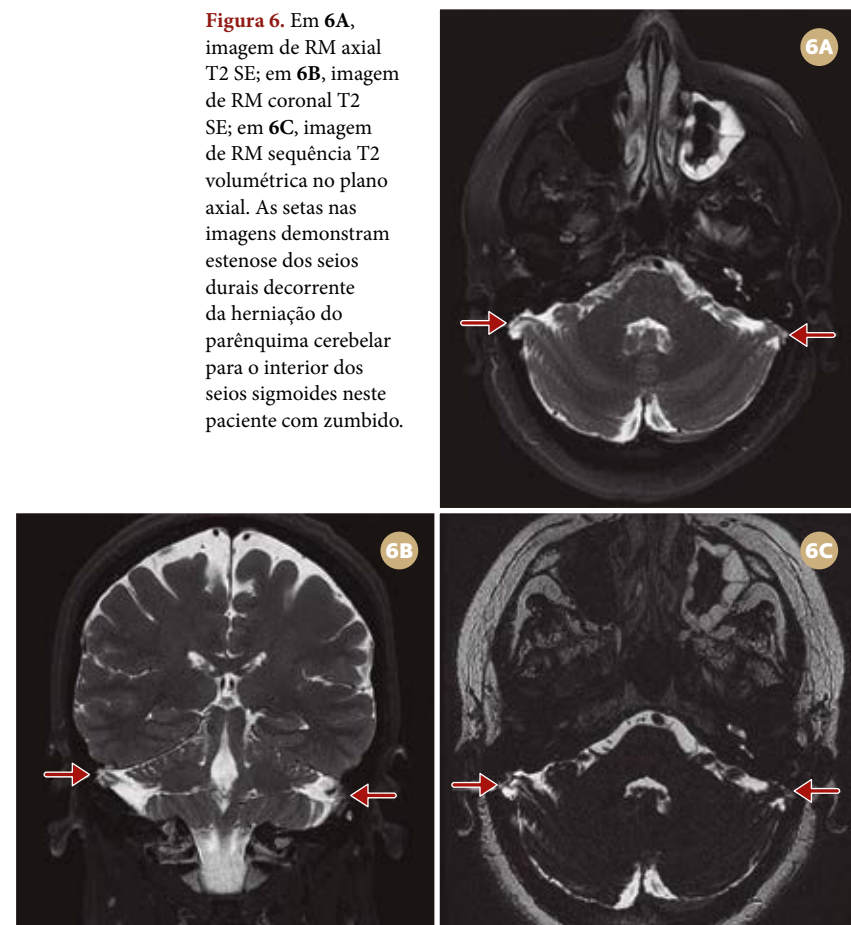 Figura 6. Em 6A,
imagem de RM axial
T2 SE; em 6B, imagem
de RM coronal T2
SE; em 6C, imagem
de RM sequência T2
volumétrica no plano
axial. As setas nas
imagens demonstram
estenose dos seios
durais decorrente
da herniação do
parênquima cerebelar
para o interior dos
seios sigmoides neste
paciente com zumbido.
6A
6B
6C